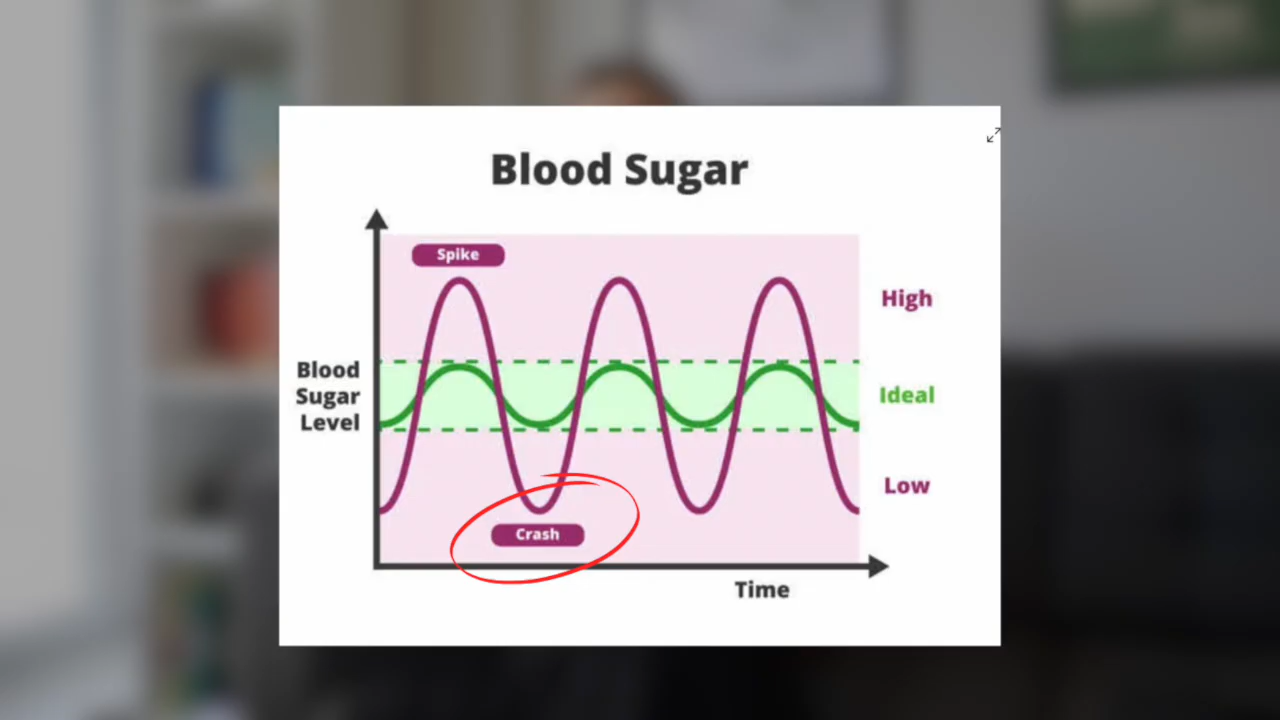 Blood Sugar
Spike
High
Blood
Sugar
Level
Ideal
Low
Crash
Time